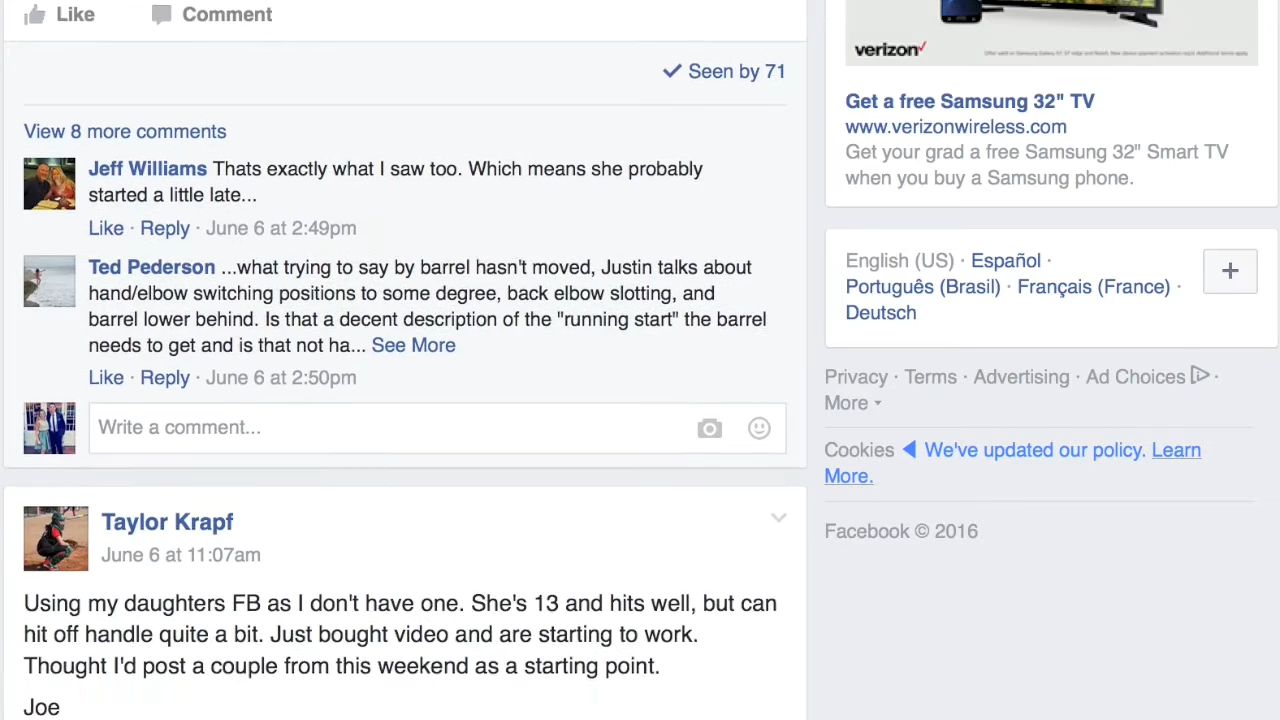 Like Comment
Seen by 71
View 8 more comments
Jeff Williams Thats exactly what I saw too. Which means she probably
started a little late...
Like · Reply · June 6 at 2:49pm
Ted Pederson ...what trying to say by barrel hasn't moved, Justin talks about
hand/elbow switching positions to some degree, back elbow slotting, and
barrel lower behind. Is that a decent description of the "running start" the barrel
needs to get and is that not ha... See More
Like · Reply · June 6 at 2:50pm
Write a comment...
Taylor Krapf
June 6 at 11:07am
Using my daughters FB as I don't have one. She's 13 and hits well, but can
hit off handle quite a bit. Just bought video and are starting to work.
Thought I'd post a couple from this weekend as a starting point.
Joe
verizon
Get a free Samsung 32" TV
www.verizonwireless.com
Get your grad a free Samsung 32" Smart TV
when you buy a Samsung phone.
English (US) · Español ·
Português (Brasil) · Français (France) ·
Deutsch
Privacy · Terms · Advertising · Ad Choices ·
More
Cookies We've updated our policy. Learn
More.
Facebook © 2016